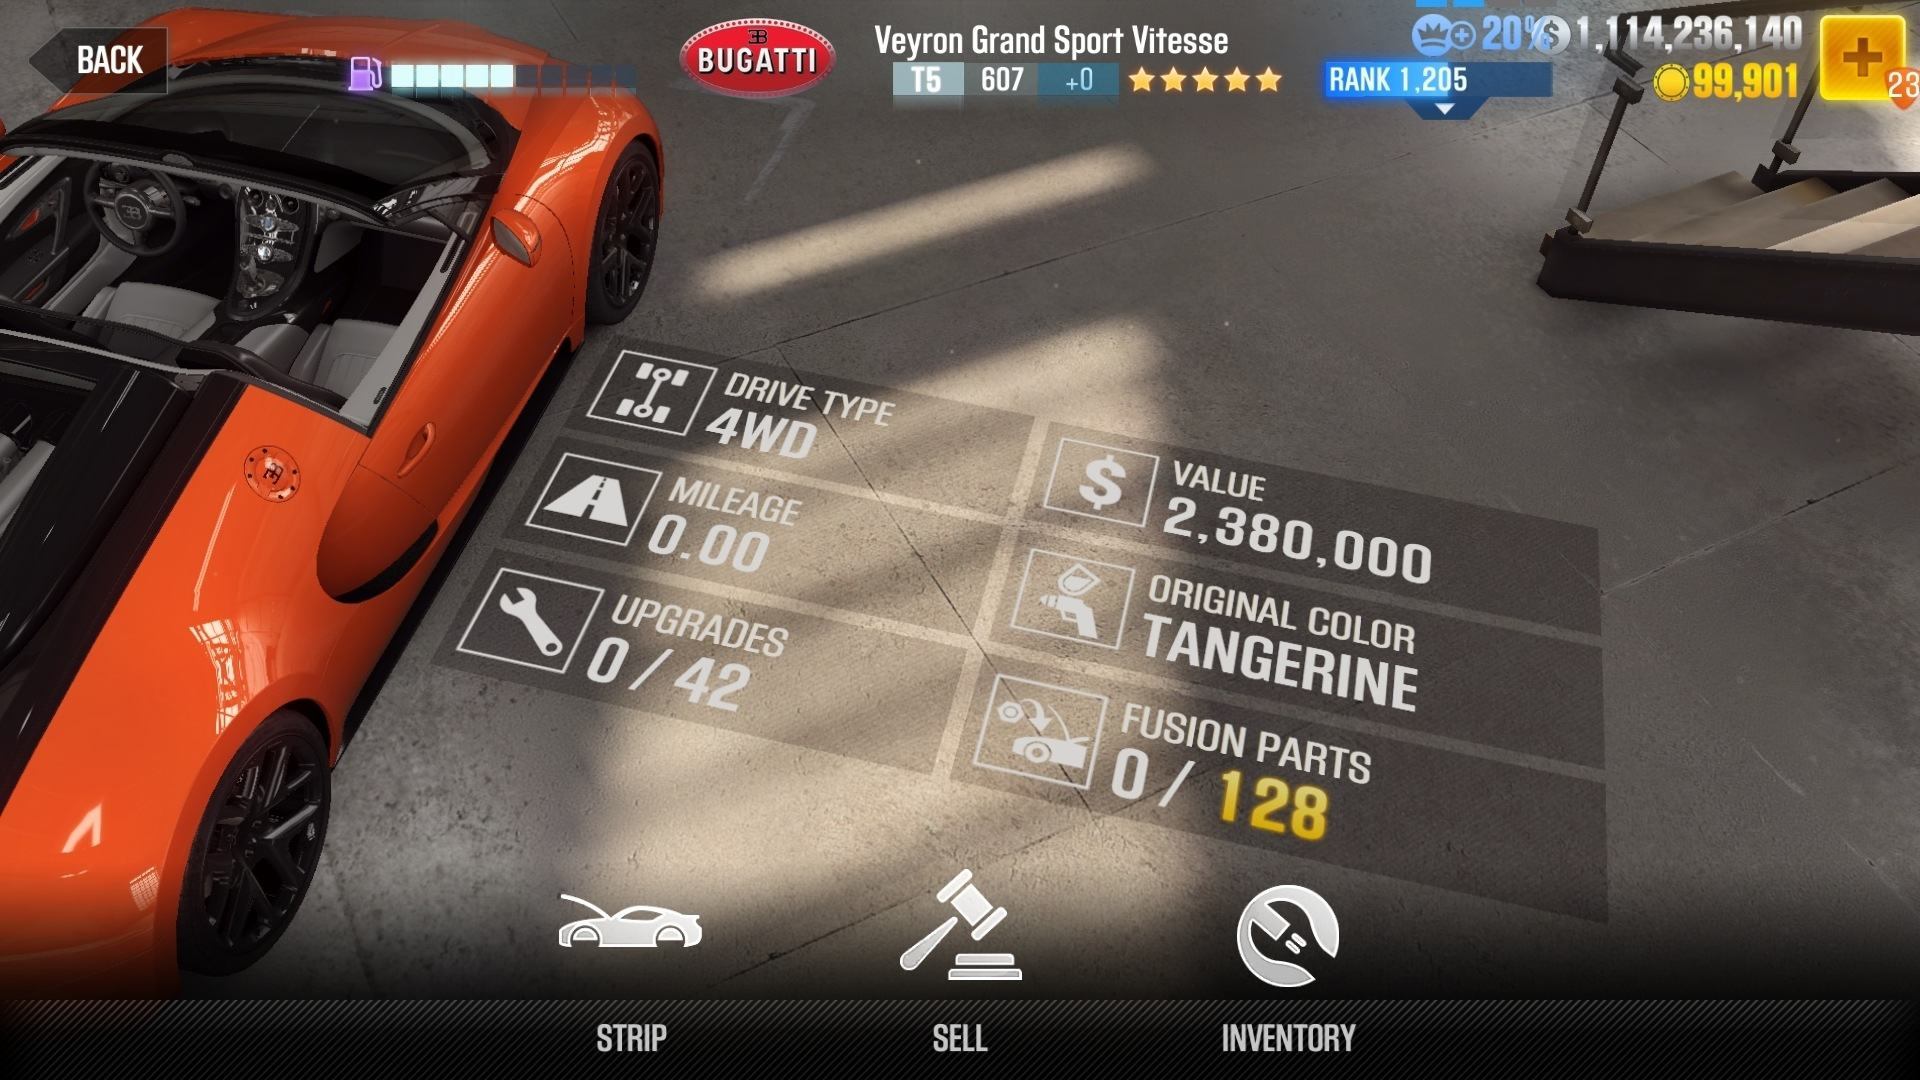 BACK
BUGATTI
Veyron Grand Sport Vitesse
T5 607 +0
RANK 1,205
20%
1,114,236,140
99,901
23
DRIVE TYPE
4WD
MILEAGE
0.00
UPGRADES
0 / 42
VALUE
2,380,000
ORIGINAL COLOR
TANGERINE
FUSION PARTS
0 / 128
STRIP
SELL
INVENTORY